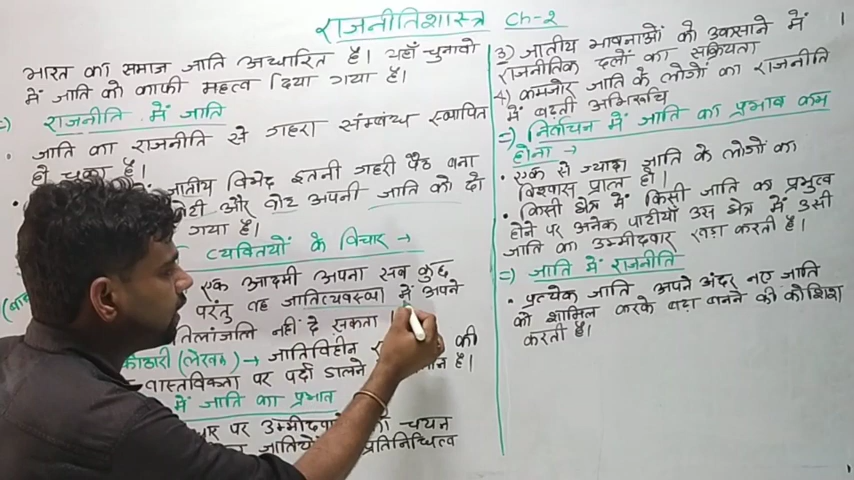 राजनीतिशास्त्र Ch-2
भारत का समाज जाति आधारित है। यहाँ चुनावो
में जाति को काफी महत्व दिया गया है।
राजनीति में जाति
• जाति का राजनीति से गहरा संम्बंध स्थापित
हो चुका है।
जातीय विभेद इतनी गहरी पैठ बना
बेटी और वोट अपनी जाति को दो
गया है।
व्यक्तियों के विचार →
एक आदमी अपना सब कुछ
परंतु वह जातिव्यवस्था में अपने
तिलांजलि नहीं दे सकता।
कोठारी (लेखक) → जातिविहीन की
वास्तविकता पर पर्दा डालने है।
में जाति का प्रभाव
पर उम्मीदवारों का चयन
प्रतिनिधित्व
3) जातीय भावनाओं को उकसाने में
राजनीतिक दलों का सक्रियता
4) कमजोर जाति के लोगों का राजनीति
में बढ़ती अभिरूचि
=) निर्वाचन में जाति का प्रभाव कम
होना →
• एक से ज्यादा जाति के लोगों का
विश्वास प्राप्त हो।
• किसी क्षेत्र में किसी जाति का प्रभुत्व
होने पर अनेक पार्टीयाँ उस क्षेत्र में उसी
जाति का उम्मीदवार खड़ा करती है।
=) जाति में राजनीति
• प्रत्येक जाति अपने अंदर नए जाति
को शामिल करके बड़ा बनने की कोशिश
करती है।